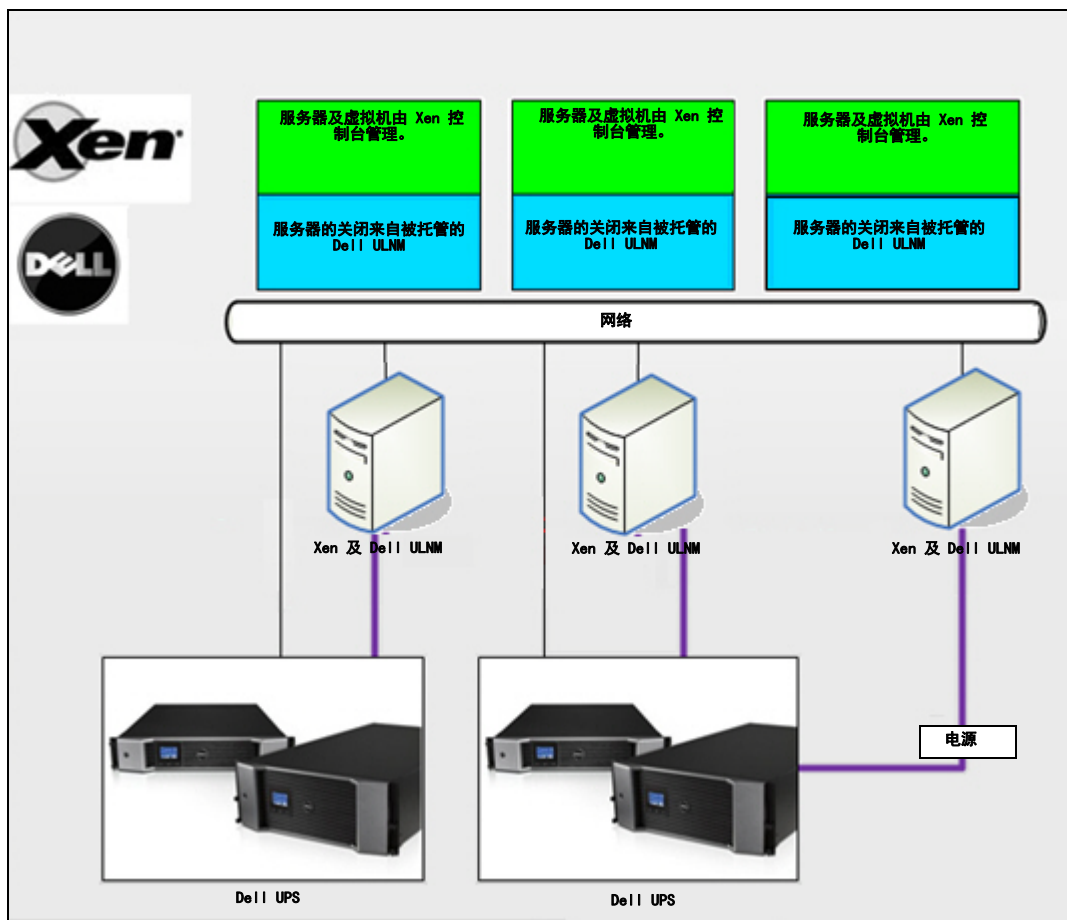 服务器及虚拟机由 Xen 控
制台管理。
服务器及虚拟机由 Xen 控
制台管理。
服务器及虚拟机由 Xen 控
制台管理。
Xen
DELL
服务器的关闭来自被托管的
Dell ULNM
服务器的关闭来自被托管的
Dell ULNM
服务器的关闭来自被托管的
Dell ULNM
网络
Xen 及 Dell ULNM
Xen 及 Dell ULNM
Xen 及 Dell ULNM
电源
Dell UPS
Dell UPS